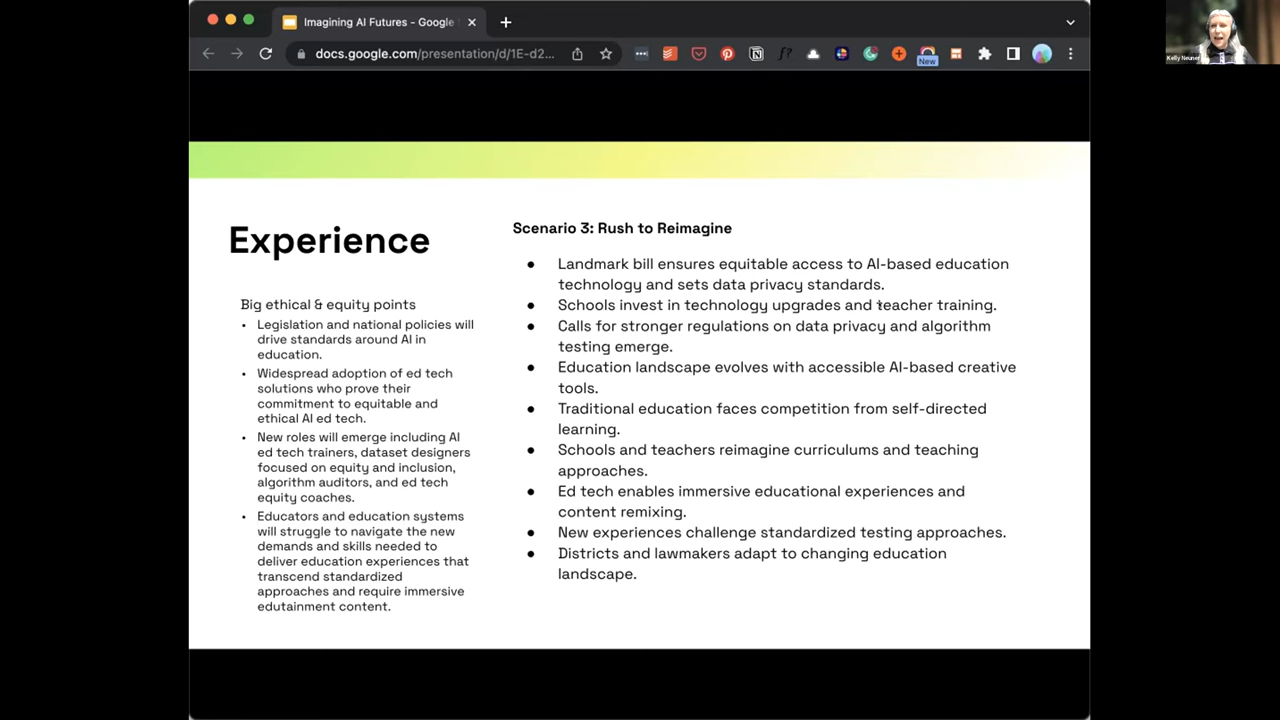 Imagining AI Futures - Google
docs.google.com/presentation/d/1E-d2...
New
Kelly Neuner
Experience
Big ethical & equity points
• Legislation and national policies will
drive standards around AI in
education.
• Widespread adoption of ed tech
solutions who prove their
commitment to equitable and
ethical AI ed tech.
• New roles will emerge including AI
ed tech trainers, dataset designers
focused on equity and inclusion,
algorithm auditors, and ed tech
equity coaches.
• Educators and education systems
will struggle to navigate the new
demands and skills needed to
deliver education experiences that
transcend standardized
approaches and require immersive
edutainment content.
Scenario 3: Rush to Reimagine
● Landmark bill ensures equitable access to AI-based education
technology and sets data privacy standards.
● Schools invest in technology upgrades and teacher training.
● Calls for stronger regulations on data privacy and algorithm
testing emerge.
● Education landscape evolves with accessible AI-based creative
tools.
● Traditional education faces competition from self-directed
learning.
● Schools and teachers reimagine curriculums and teaching
approaches.
● Ed tech enables immersive educational experiences and
content remixing.
● New experiences challenge standardized testing approaches.
● Districts and lawmakers adapt to changing education
landscape.